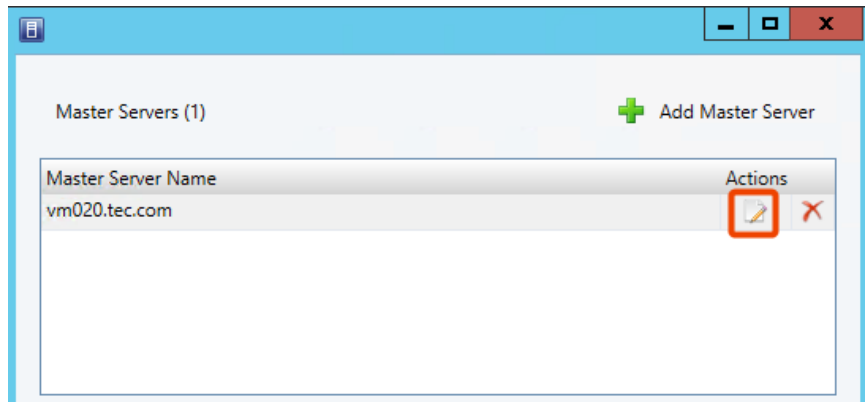 Master Servers (1)
Add Master Server
Master Server Name
Actions
vm020.tec.com